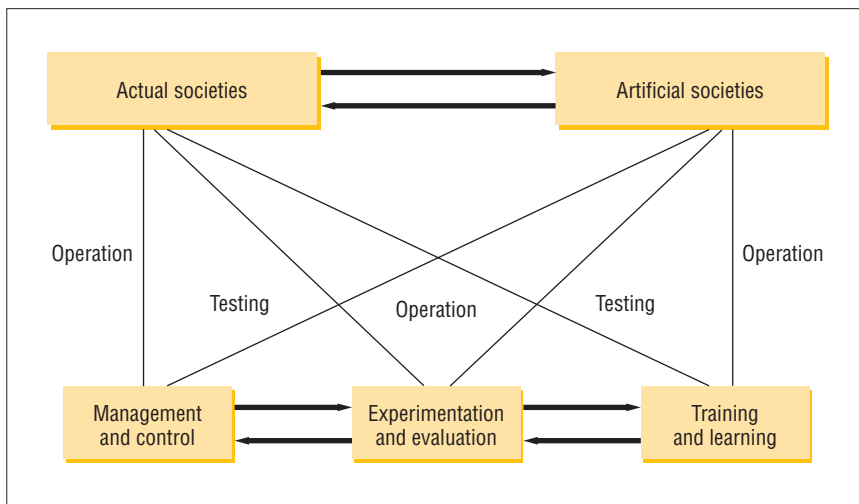 Actual societies
Artificial societies
Operation
Operation
Testing
Operation
Testing
Management
and control
Experimentation
and evaluation
Training
and learning